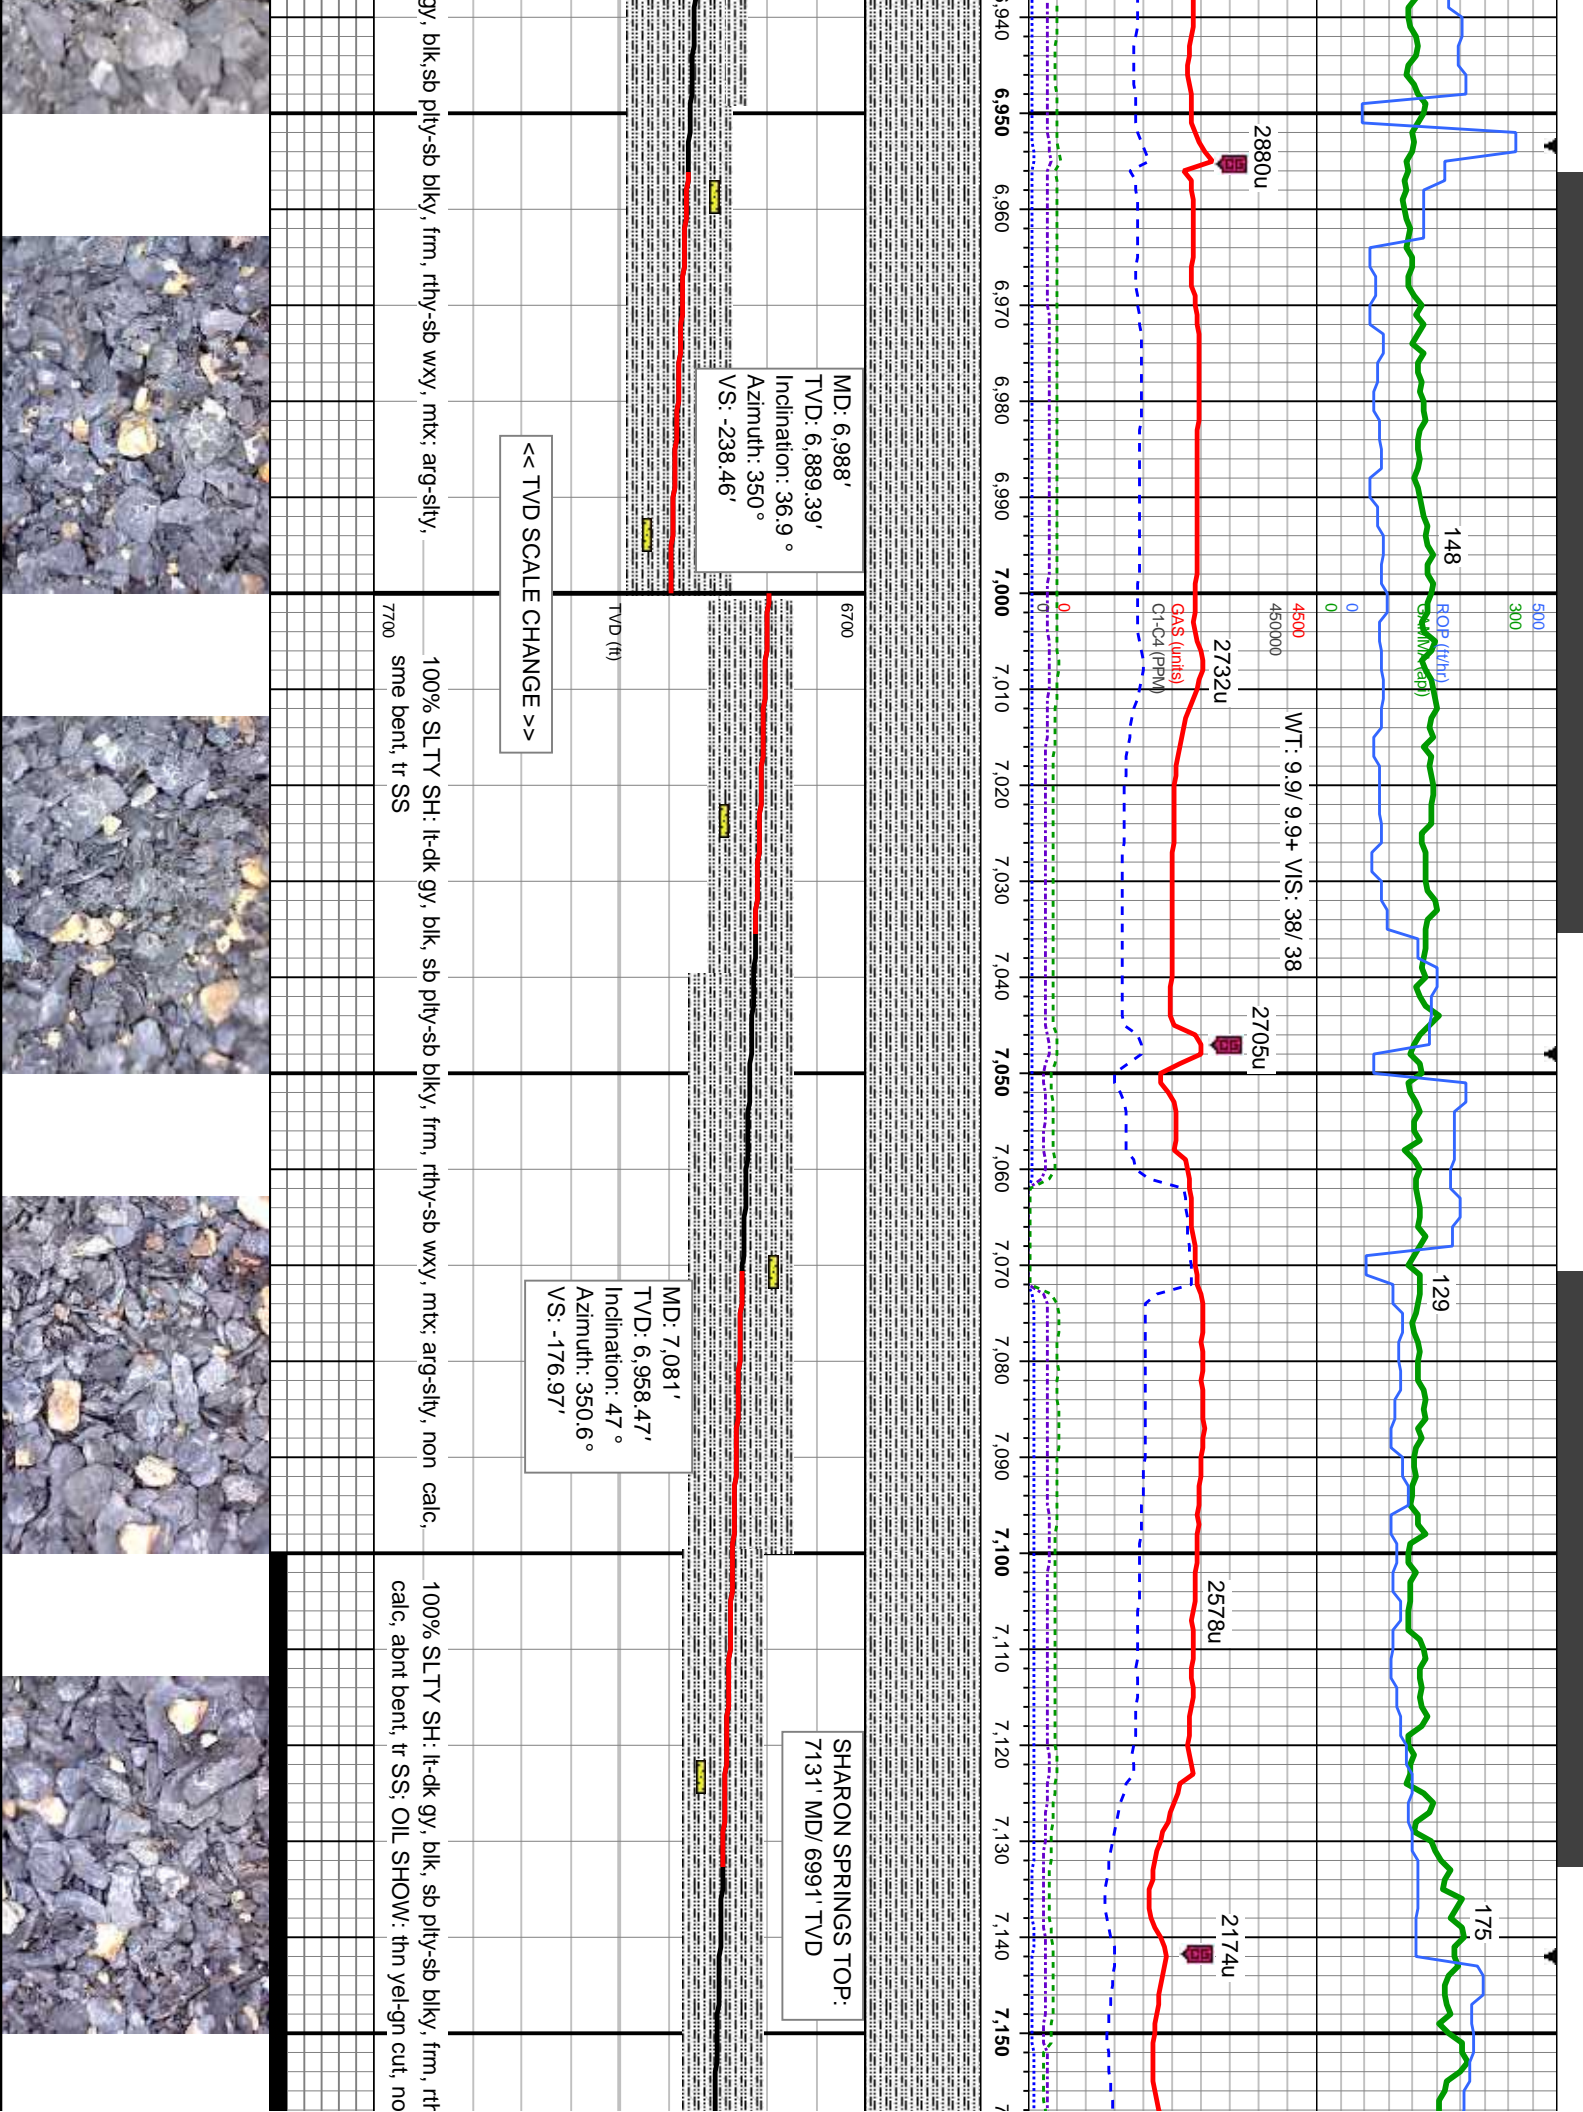 500
300
ROP (ft/hr)
GAMMA (api)
0
0
148
129
175
4500
450000
GAS (units)
C1-C4 (PPM)
0
0
2880u
2732u
WT: 9.9/ 9.9+ VIS: 38/ 38
2705u
2578u
2174u
6,940
6,950
6,960
6,970
6,980
6,990
7,000
7,010
7,020
7,030
7,040
7,050
7,060
7,070
7,080
7,090
7,100
7,110
7,120
7,130
7,140
7,150
MD: 6,988'
TVD: 6,889.39'
Inclination: 36.9 °
Azimuth: 350°
VS: -238.46'
6700
TVD (ft)
7700
<< TVD SCALE CHANGE >>
MD: 7,081'
TVD: 6,958.47'
Inclination: 47 °
Azimuth: 350.6°
VS: -176.97'
SHARON SPRINGS TOP:
7131' MD/ 6991' TVD
gy, blk,sb plty-sb blky, frm, rthy-sb wxy, mtx; arg-slty,
100% SLTY SH: lt-dk gy, blk, sb plty-sb blky, frm, rthy-sb wxy, mtx; arg-slty, non calc,
sme bent, tr SS
100% SLTY SH: lt-dk gy, blk, sb plty-sb blky, frm, rth
calc, abnt bent, tr SS; OIL SHOW: thn yel-gn cut, no